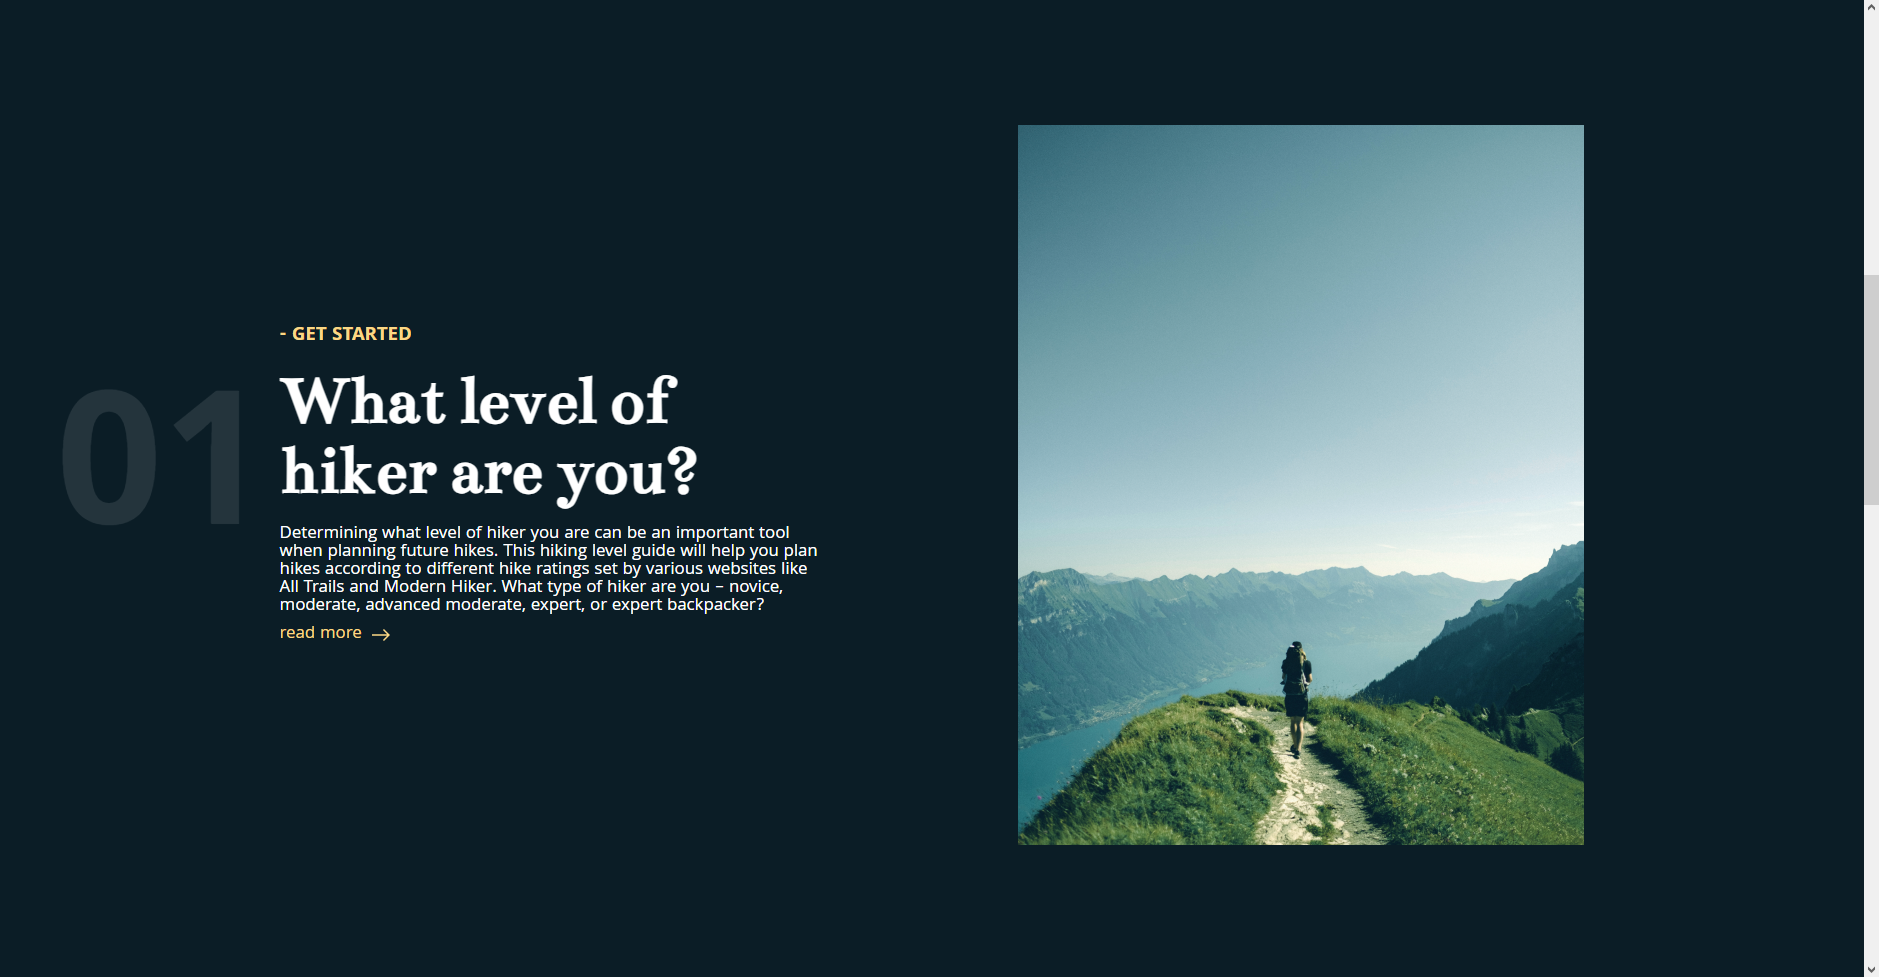 - GET STARTED
01
What level of
hiker are you?
Determining what level of hiker you are can be an important tool
when planning future hikes. This hiking level guide will help you plan
hikes according to different hike ratings set by various websites like
All Trails and Modern Hiker. What type of hiker are you – novice,
moderate, advanced moderate, expert, or expert backpacker?
read more →